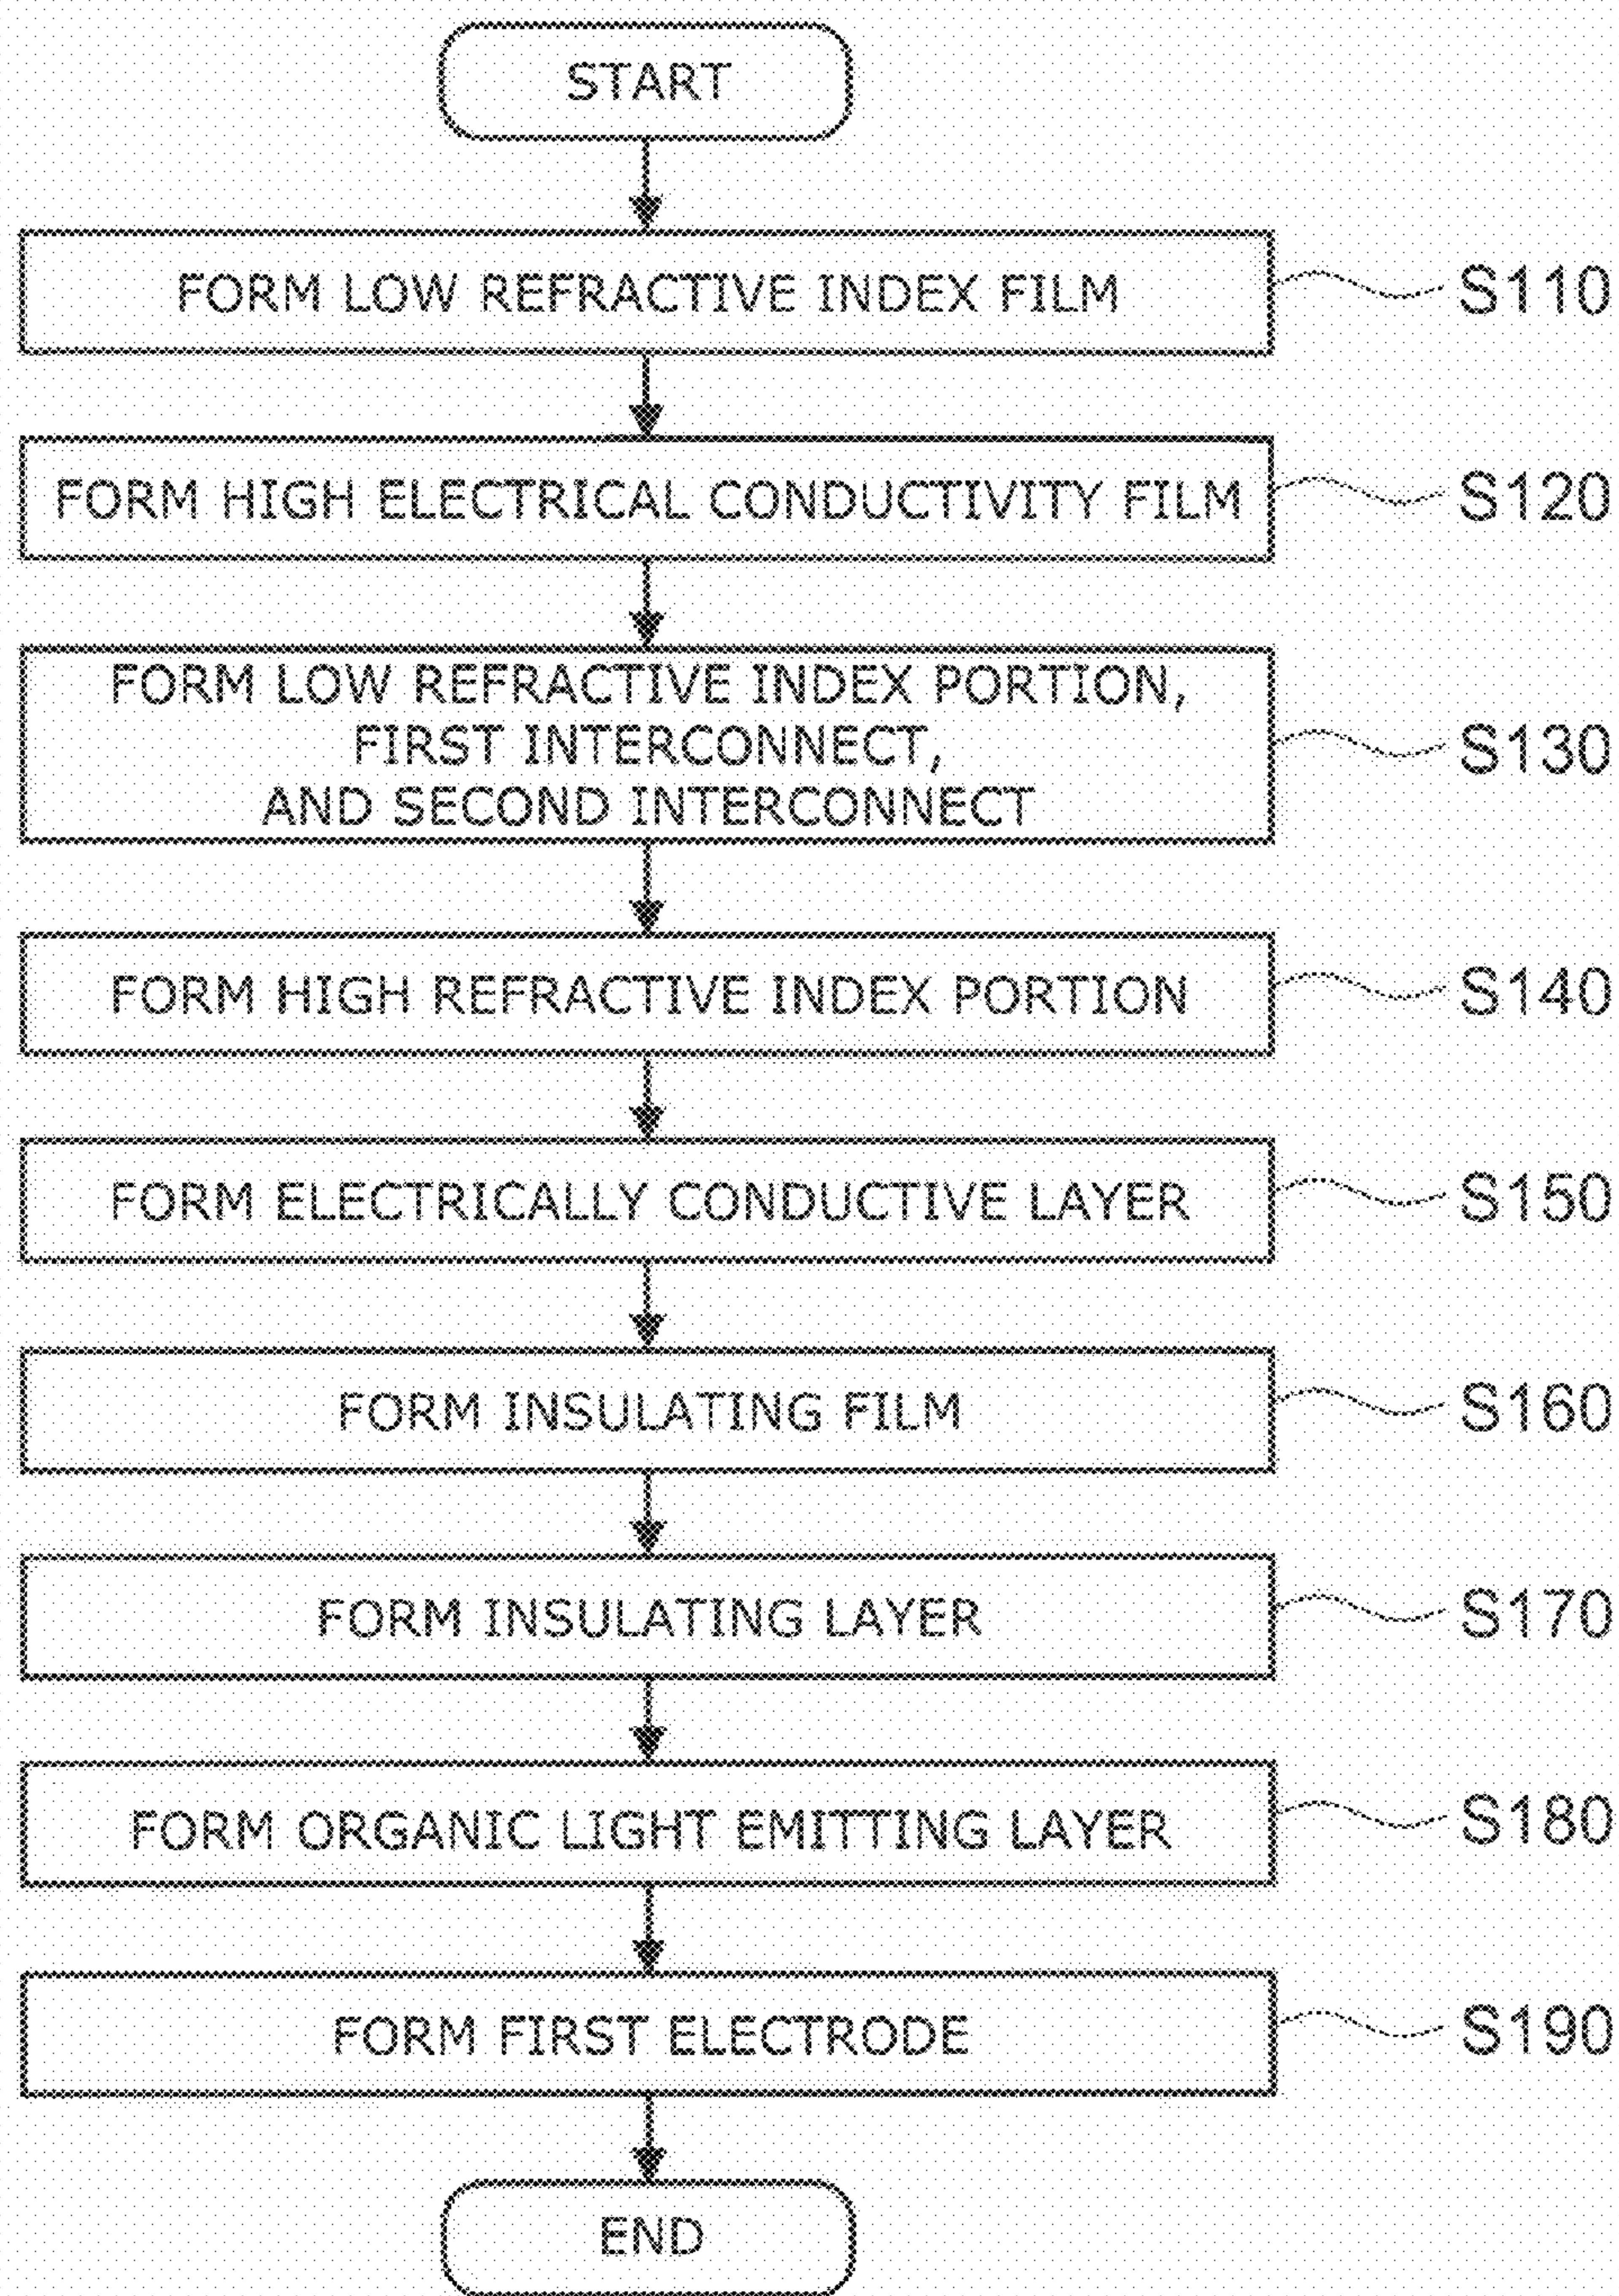 START
FORM LOW REFRACTIVE INDEX FILM
S110
FORM HIGH ELECTRICAL CONDUCTIVITY FILM
S120
FORM LOW REFRACTIVE INDEX PORTION,
FIRST INTERCONNECT,
AND SECOND INTERCONNECT
S130
FORM HIGH REFRACTIVE INDEX PORTION
S140
FORM ELECTRICALLY CONDUCTIVE LAYER
S150
FORM INSULATING FILM
S160
FORM INSULATING LAYER
S170
FORM ORGANIC LIGHT EMITTING LAYER
S180
FORM FIRST ELECTRODE
S190
END